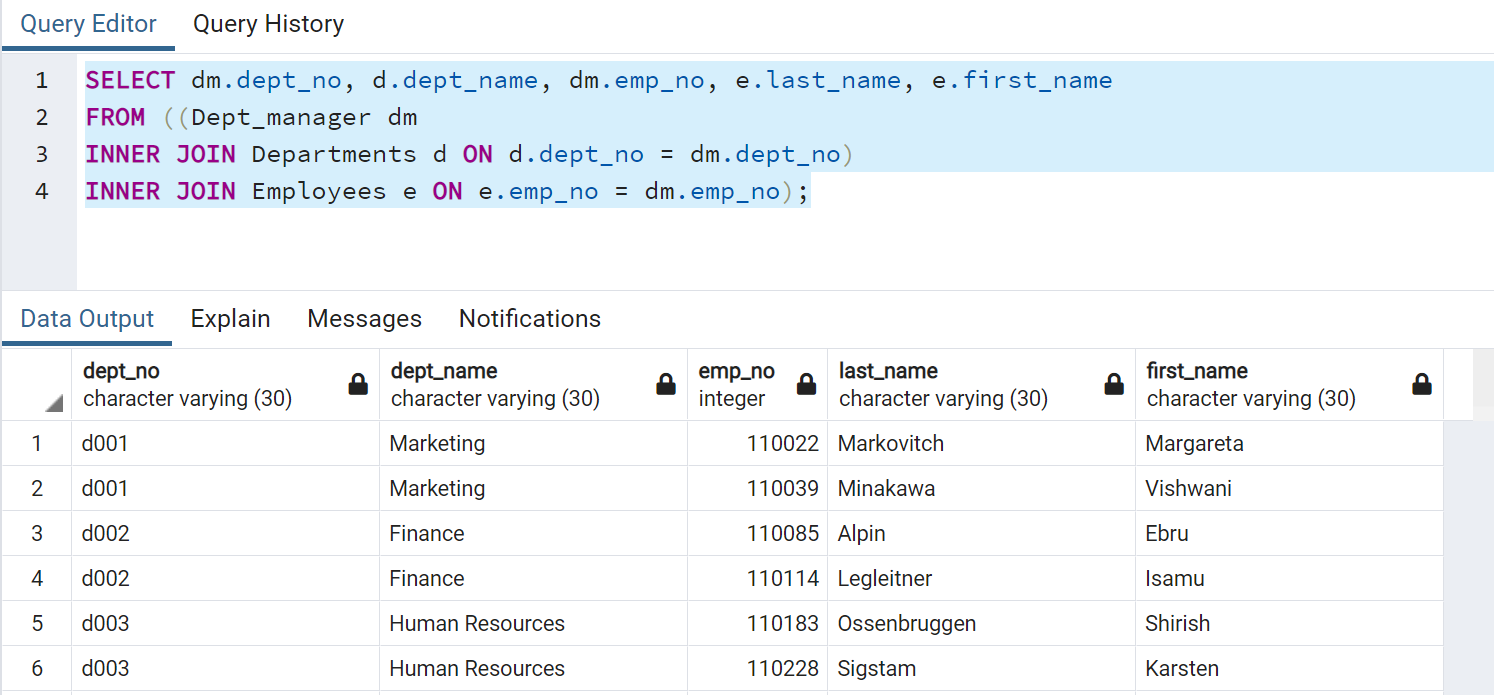 Query Editor Query History
1 SELECT dm.dept_no, d.dept_name, dm.emp_no, e.last_name, e.first_name
2 FROM ((Dept_manager dm
3 INNER JOIN Departments d ON d.dept_no = dm.dept_no)
4 INNER JOIN Employees e ON e.emp_no = dm.emp_no);
Data Output Explain Messages Notifications
dept_no dept_name emp_no last_name first_name
character varying (30) character varying (30) integer character varying (30) character varying (30)
1 d001 Marketing 110022 Markovitch Margareta
2 d001 Marketing 110039 Minakawa Vishwani
3 d002 Finance 110085 Alpin Ebru
4 d002 Finance 110114 Legleitner Isamu
5 d003 Human Resources 110183 Ossenbruggen Shirish
6 d003 Human Resources 110228 Sigstam Karsten